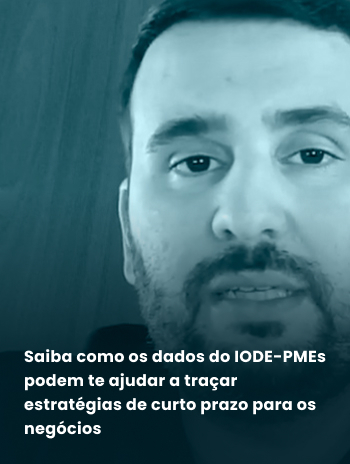 Saiba como os dados do IODE-PMEs
podem te ajudar a traçar
estratégias de curto prazo para os
negócios